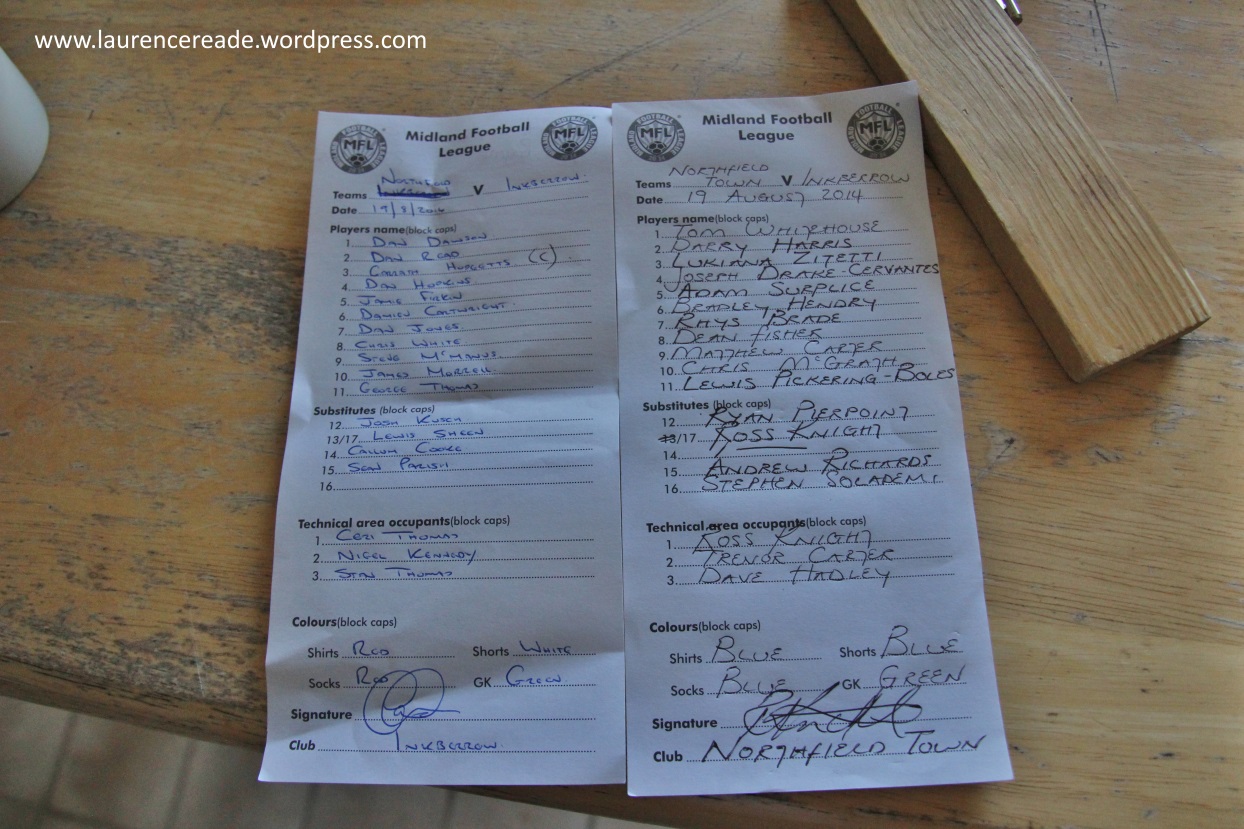 www.laurencereade.wordpress.com
Midland Football
League
MFL
MFL
Teams Northfield V Inkberrow.
Date 19/8/2014
Players name(block caps)
1. Dan Dawson
2. Dan Read
3. Hodgetts (C).
4. Dan Hopkins
5. Jamie Firkin
6. Damien Cartwright.
7. Dan Jones
8. Chris White
9. Steve McManus
10. James Morrell
11. George Thomas
Substitutes (block caps)
12. Josh Kusch
13/17. Lewis Sheen
14. Callum Cooke
15. Sean Parish
16.
Technical area occupants(block caps)
1. Ceri Thomas
2. Nigel Kennedy
3. Stan Thomas
Colours(block caps)
Shirts Red Shorts White
Socks Red GK Green
Signature
Club Inkberrow.
Midland Football
League
MFL
MFL
NORTHFIELD
Teams TOWN V INKBERROW
Date 19 AUGUST 2014
Players name(block caps)
1. TOM WHITEHOUSE
2. DARRY HARRIS
3. LUKIANA ZITETTI
4. JOSEPH DRAKE-CERVANTES
5. ADAM SURPLICE
6. BRADLEY HENDRY
7. RHYS BRADE
8. DEAN FISHER
9. MATTHEW CARTER
10. CHRIS McGRATH
11. LEWIS PICKERING-BOLES
Substitutes (block caps)
12. RYAN PIERPOINT
13/17. ROSS KNIGHT
14.
15. ANDREW RICHARDS
16. STEPHEN SOLADEMI
Technical area occupants(block caps)
1. ROSS KNIGHT
2. TREVOR CARTER
3. DAVE HADLEY
Colours(block caps)
Shirts BLUE Shorts BLUE
Socks BLUE GK GREEN
Signature
Club NORTHFIELD TOWN